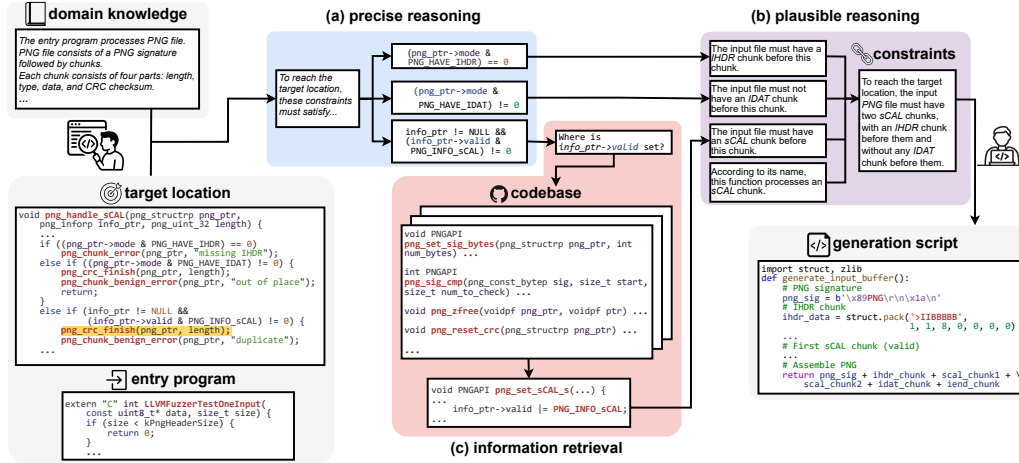 domain knowledge
The entry program processes PNG file.
PNG file consists of a PNG signature
followed by chunks.
Each chunk consists of four parts: length,
type, data, and CRC checksum.
...
target location
void png_handle_sCAL(png_structrp png_ptr,
png_inforp info_ptr, png_uint_32 length) {
...
if ((png_ptr->mode & PNG_HAVE_IHDR) == 0)
png_chunk_error(png_ptr, "missing IHDR");
else if ((png_ptr->mode & PNG_HAVE_IDAT) != 0) {
png_crc_finish(png_ptr, length);
png_chunk_benign_error(png_ptr, "out of place");
return;
}
else if (info_ptr != NULL &&
(info_ptr->valid & PNG_INFO_sCAL) != 0) {
png_crc_finish(png_ptr, length);
png_chunk_benign_error(png_ptr, "duplicate");
...
entry program
extern "C" int LLVMFuzzerTestOneInput(
const uint8_t* data, size_t size) {
if (size < kPngHeaderSize) {
return 0;
}
...
(a) precise reasoning
To reach the
target location,
these constraints
must satisfy...
(png_ptr->mode &
PNG_HAVE_IHDR) == 0
(png_ptr->mode &
PNG_HAVE_IDAT) != 0
info_ptr != NULL &&
(info_ptr->valid &
PNG_INFO_sCAL) != 0
Where is
info_ptr->valid set?
codebase
void PNGAPI
png_set_sig_bytes(png_structrp png_ptr, int
num_bytes) ...
int PNGAPI
png_sig_cmp(png_const_bytep sig, size_t start,
size_t num_to_check) ...
void png_zfree(voidpf png_ptr, voidpf ptr) ...
void png_reset_crc(png_structrp png_ptr) ...
void PNGAPI png_set_sCAL_s(...) {
...
info_ptr->valid |= PNG_INFO_sCAL;
...
(c) information retrieval
(b) plausible reasoning
The input file must have a
IHDR chunk before this
chunk.
The input file must not
have an IDAT chunk
before this chunk.
The input file must have
an sCAL chunk before
this chunk.
According to its name,
this function processes an
sCAL chunk.
constraints
To reach the target
location, the input
PNG file must have
two sCAL chunks,
with an IHDR chunk
before them and
without any IDAT
chunk before them.
generation script
import struct, zlib
def generate_input_buffer():
# PNG signature
png_sig = b'\x89PNG\r\n\x1a\n'
# IHDR chunk
ihdr_data = struct.pack('>IIBBBBB',
1, 1, 8, 0, 0, 0, 0)
...
# First sCAL chunk (valid)
...
# Assemble PNG
return png_sig + ihdr_chunk + scal_chunk1 + \
scal_chunk2 + idat_chunk + iend_chunk